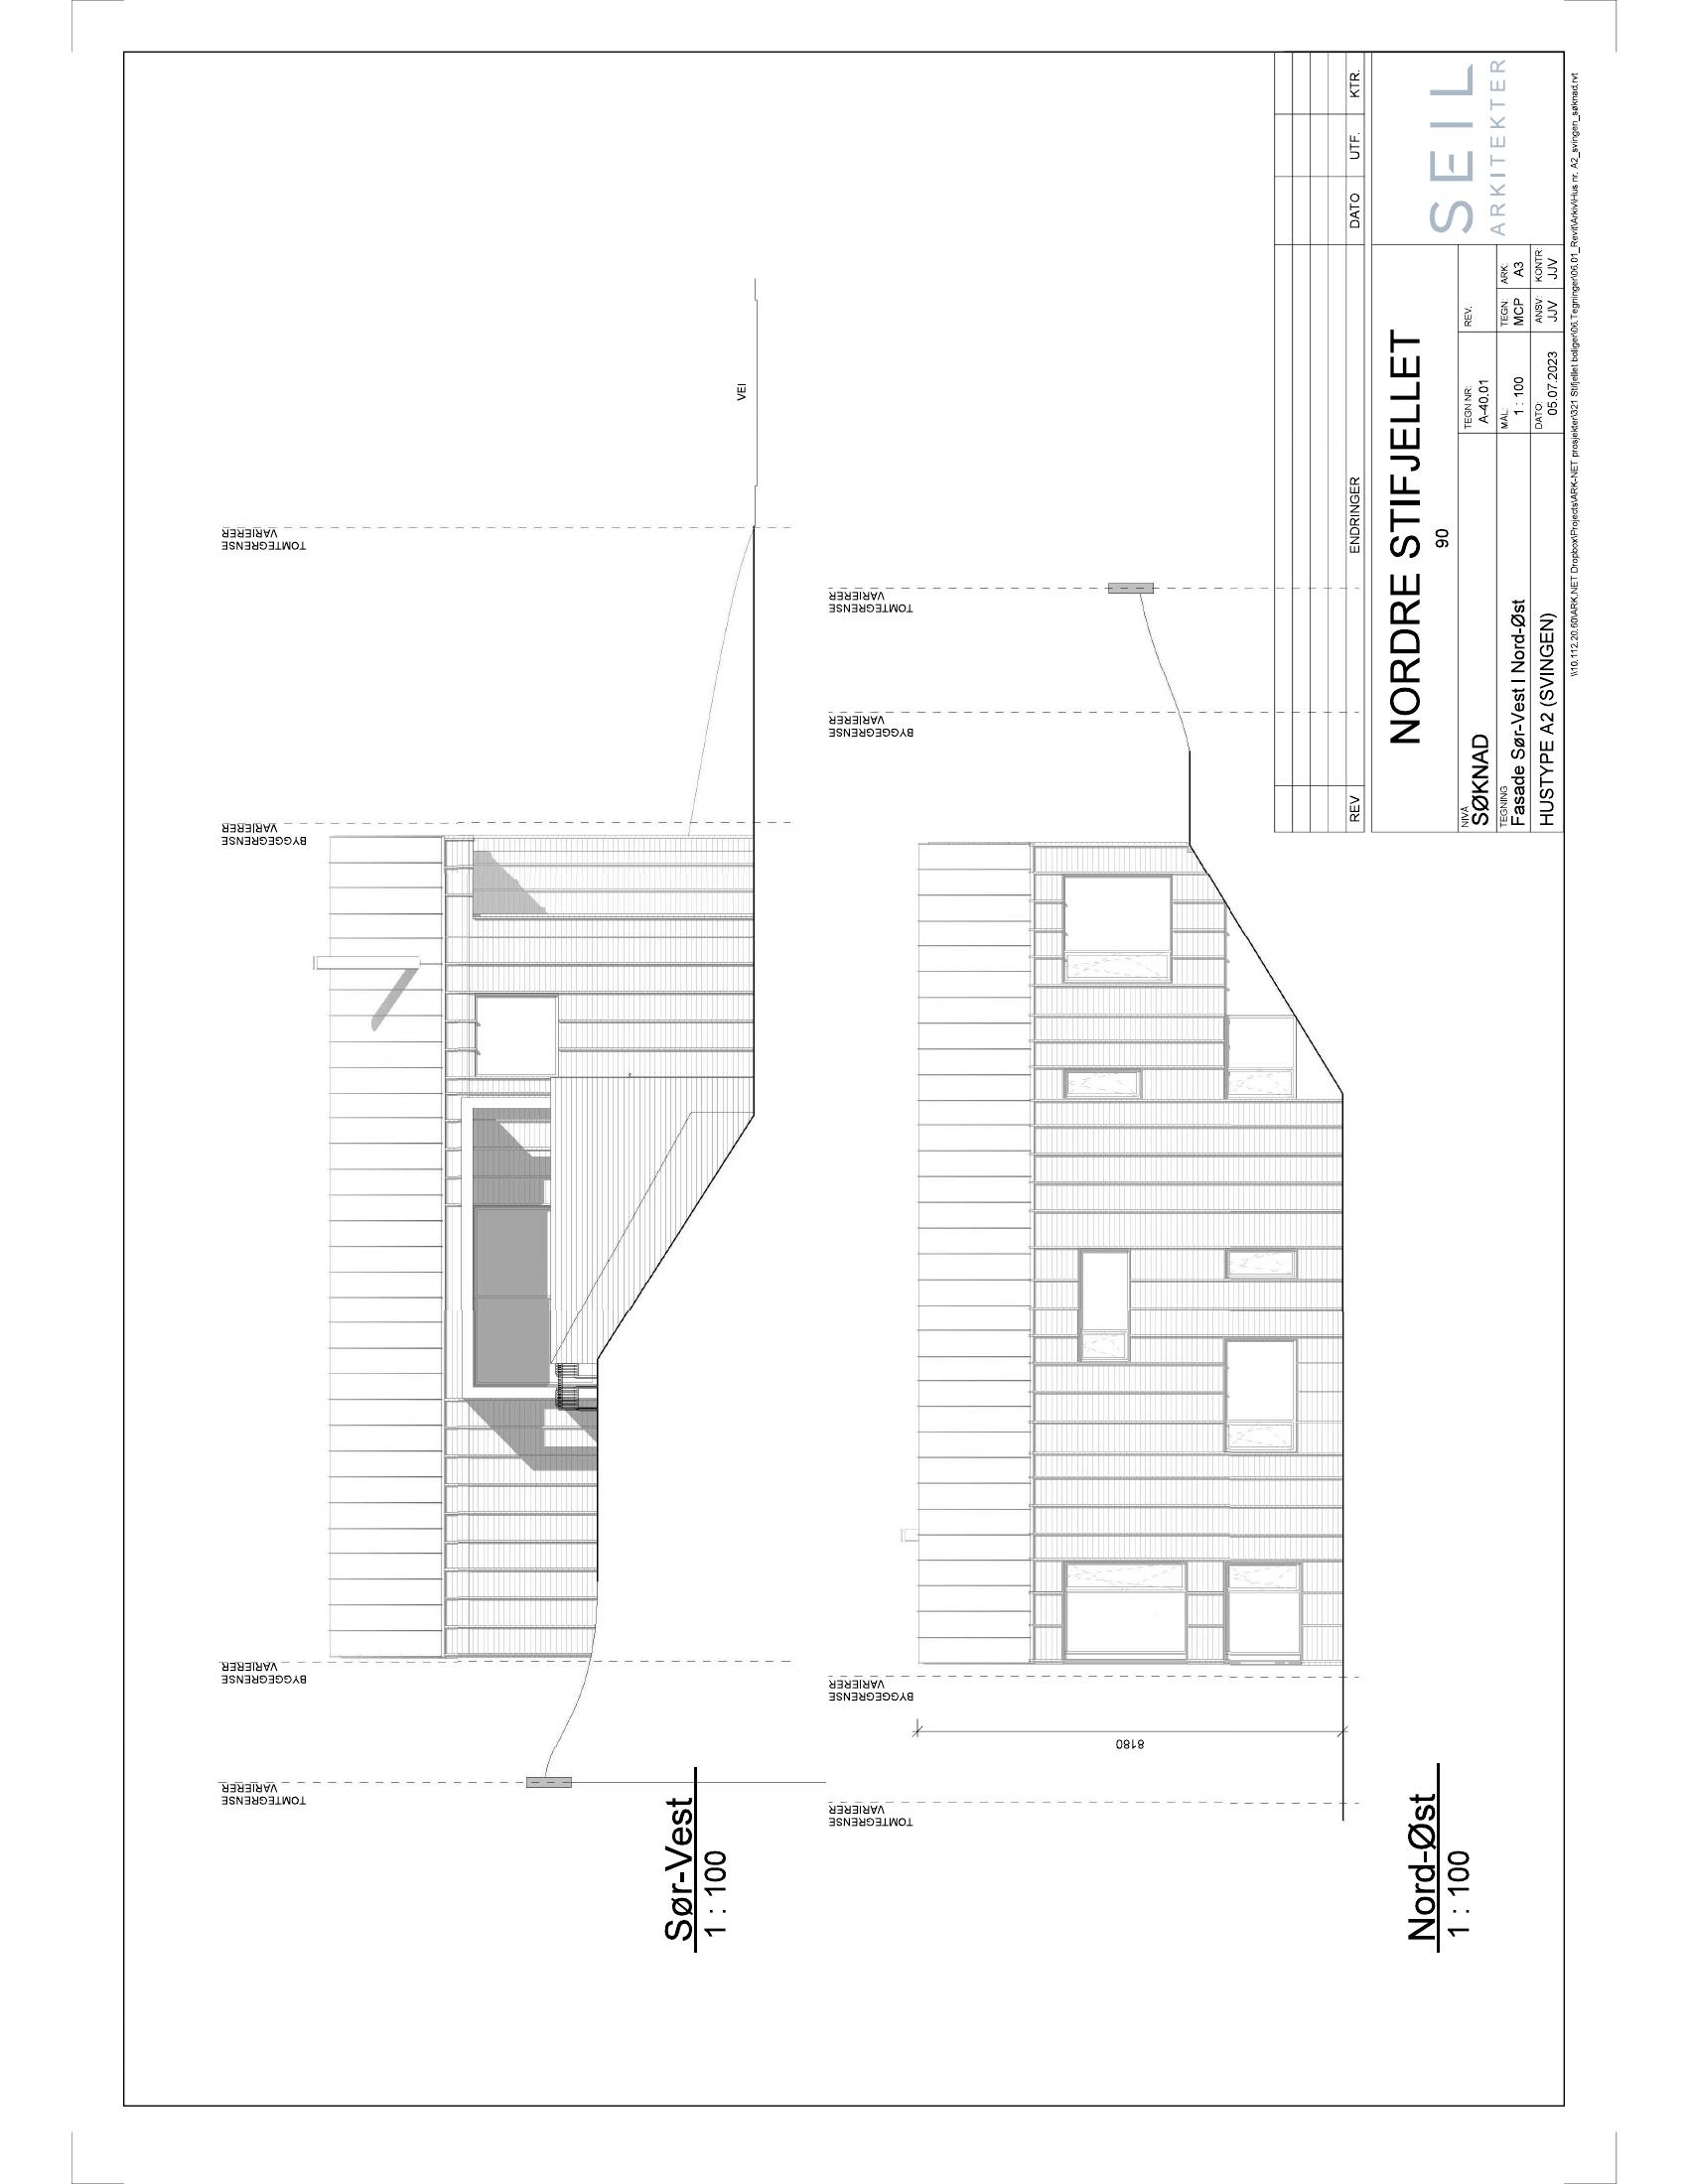 TOMTEGRENSE
VARIERER
BYGGEGRENSE
VARIERER
BYGGEGRENSE
VARIERER
TOMTEGRENSE
VARIERER
VEI
Sør-Vest
1 : 100
TOMTEGRENSE
VARIERER
BYGGEGRENSE
VARIERER
BYGGEGRENSE
VARIERER
TOMTEGRENSE
VARIERER
8180
Nord-Øst
1 : 100
REV ENDRINGER DATO UTF. KTR.
NORDRE STIFJELLET
90
SEIL
ARKITEKTER
NIVÅ TEGN NR: REV.
SØKNAD A-40.01
TEGNING MÅL: TEGN: ARK:
Fasade Sør-Vest I Nord-Øst 1 : 100 MCP A3
DATO: ANSV: KONTR:
HUSTYPE A2 (SVINGEN) 05.07.2023 JJV JJV
\\10.112.20.60\ARK.NET Dropbox\Projects\ARK-NET prosjekter\321 Stifjellet boliger\06.Tegninger\06.01_Revit\Arkiv\Hus nr. A2_svingen_søknad.rvt